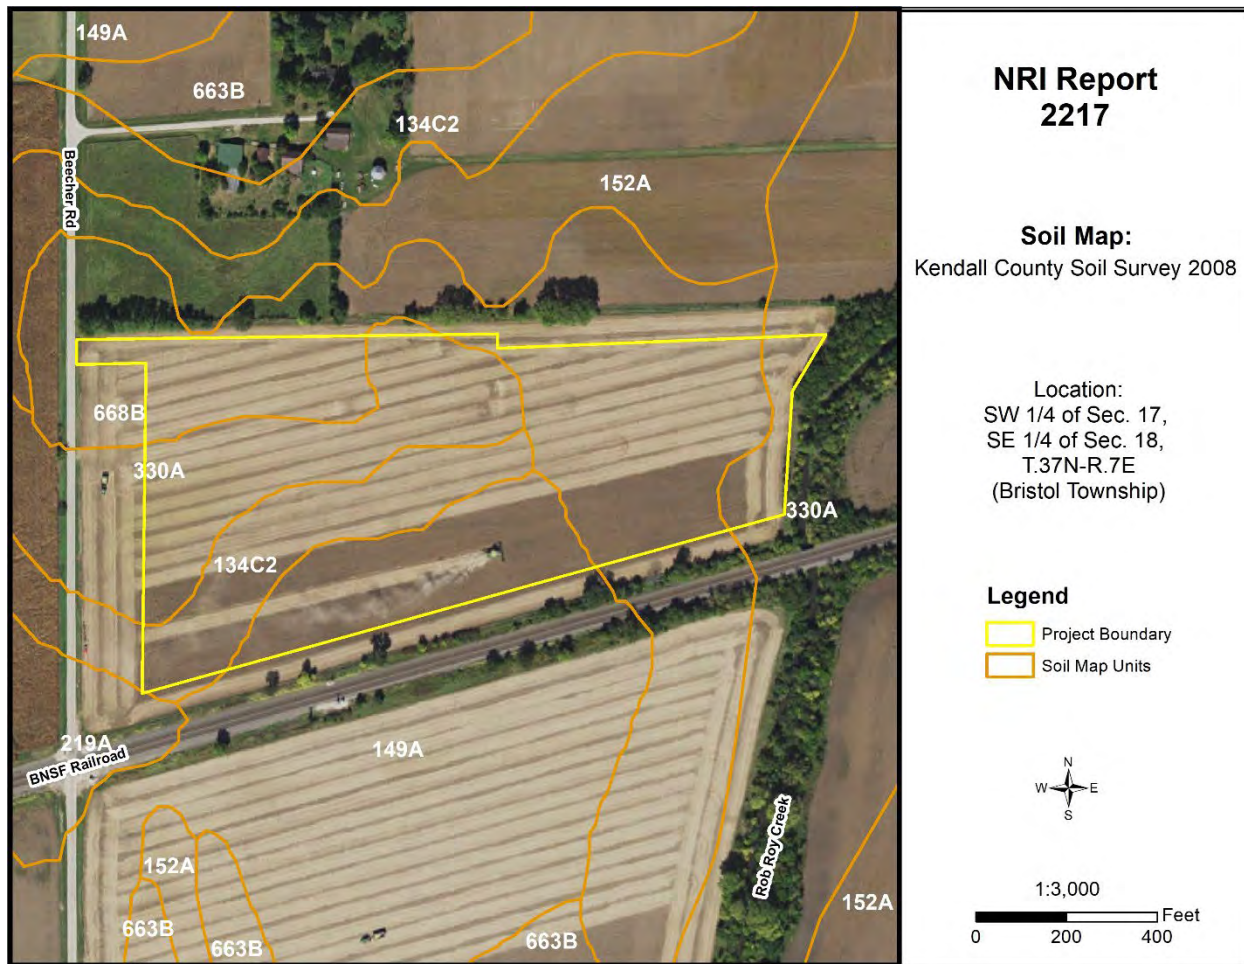 149A
663B
134C2
152A
Beecher Rd
668B
330A
330A
134C2
219A
BNSF Railroad
149A
Rob Roy Creek
152A
152A
663B
663B
663B
NRI Report
2217
Soil Map:
Kendall County Soil Survey 2008
Location:
SW 1/4 of Sec. 17,
SE 1/4 of Sec. 18,
T.37N-R.7E
(Bristol Township)
Legend
Project Boundary
Soil Map Units
N
W E
S
1:3,000
Feet
0 200 400